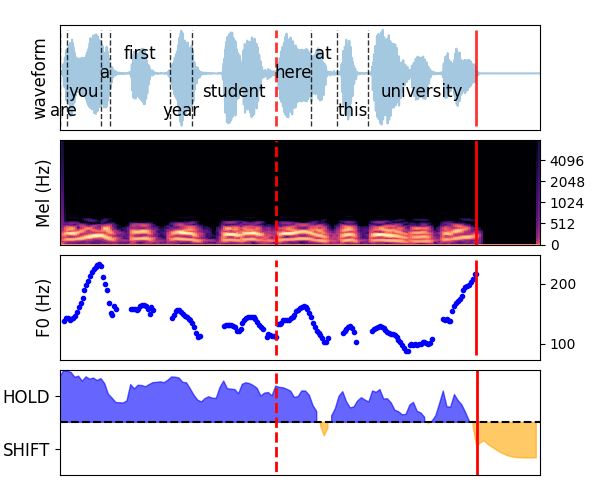 waveform
are you a first year student here at this university
Mel (Hz)
4096
2048
1024
512
0
F0 (Hz)
200
100
HOLD
SHIFT